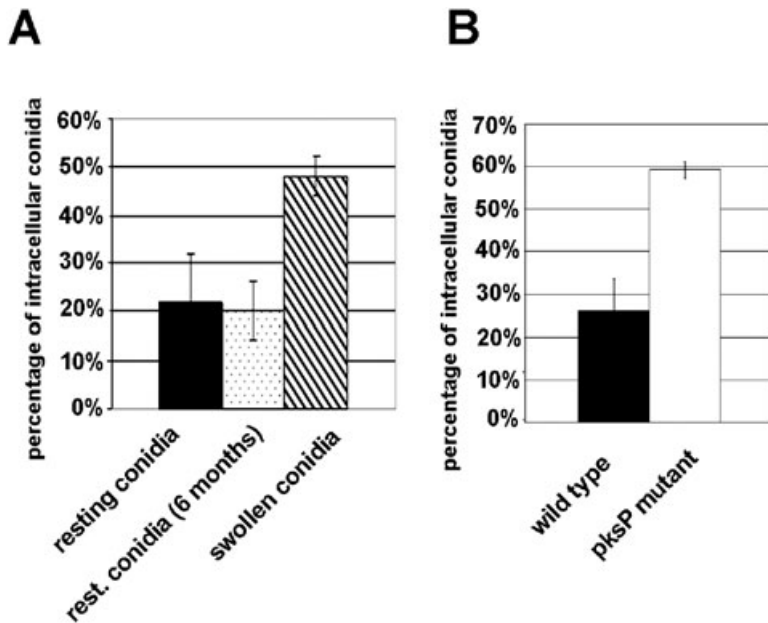 A
percentage of intracellular conidia
60%
50%
40%
30%
20%
10%
0%
resting conidia
rest. conidia (6 months)
swollen conidia
B
percentage of intracellular conidia
70%
60%
50%
40%
30%
20%
10%
0%
wild type
pksP mutant